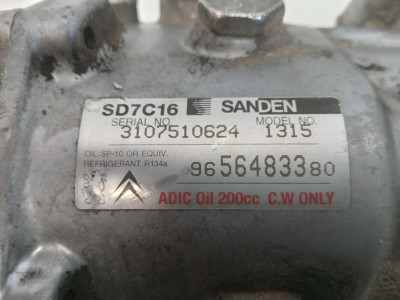 SD7C16 SANDEN
SERIAL NO. MODEL NO.
3107510624 1315
OIL:SP-10 OR EQUIV.
REFRIGERANT R134a
9656483380
ADIC Oil 200cc C.W ONLY